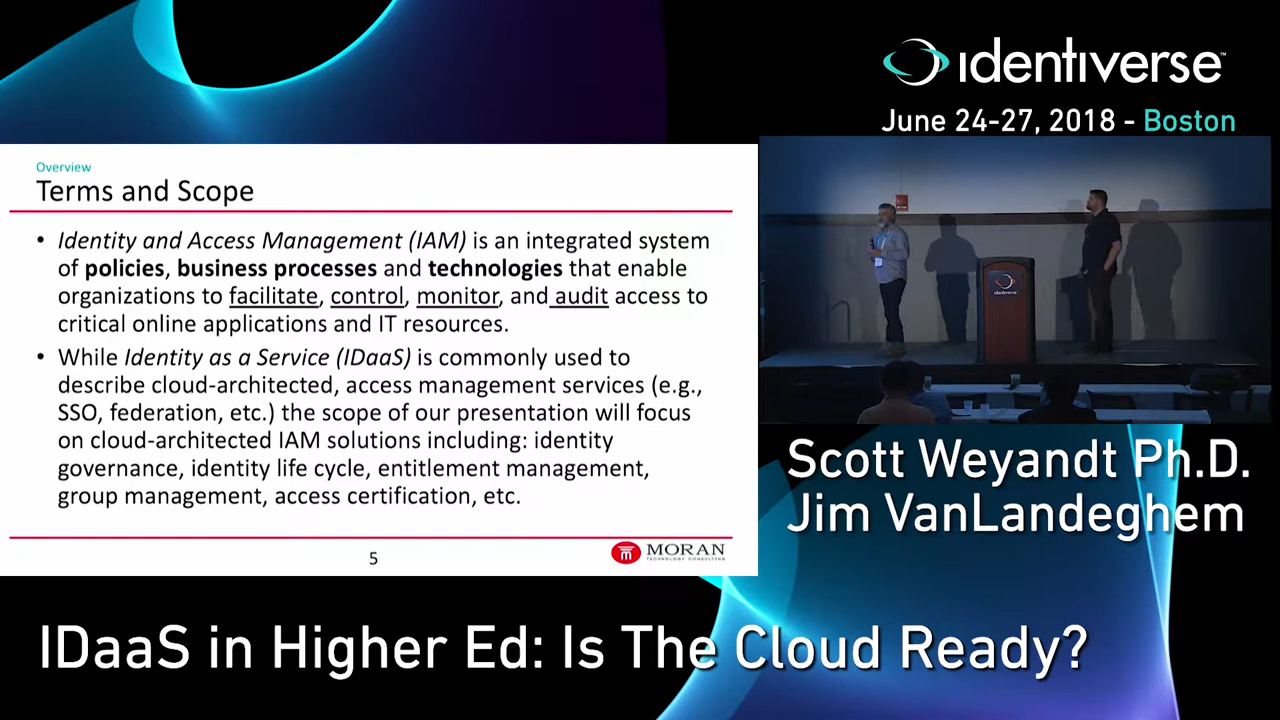 identiverse™
June 24-27, 2018 - Boston
Overview
Terms and Scope
• Identity and Access Management (IAM) is an integrated system
of policies, business processes and technologies that enable
organizations to facilitate, control, monitor, and audit access to
critical online applications and IT resources.
• While Identity as a Service (IDaaS) is commonly used to
describe cloud-architected, access management services (e.g.,
SSO, federation, etc.) the scope of our presentation will focus
on cloud-architected IAM solutions including: identity
governance, identity life cycle, entitlement management,
group management, access certification, etc.
5
MORAN
TECHNOLOGY CONSULTING
identiverse
Scott Weyandt Ph.D.
Jim VanLandeghem
IDaaS in Higher Ed: Is The Cloud Ready?